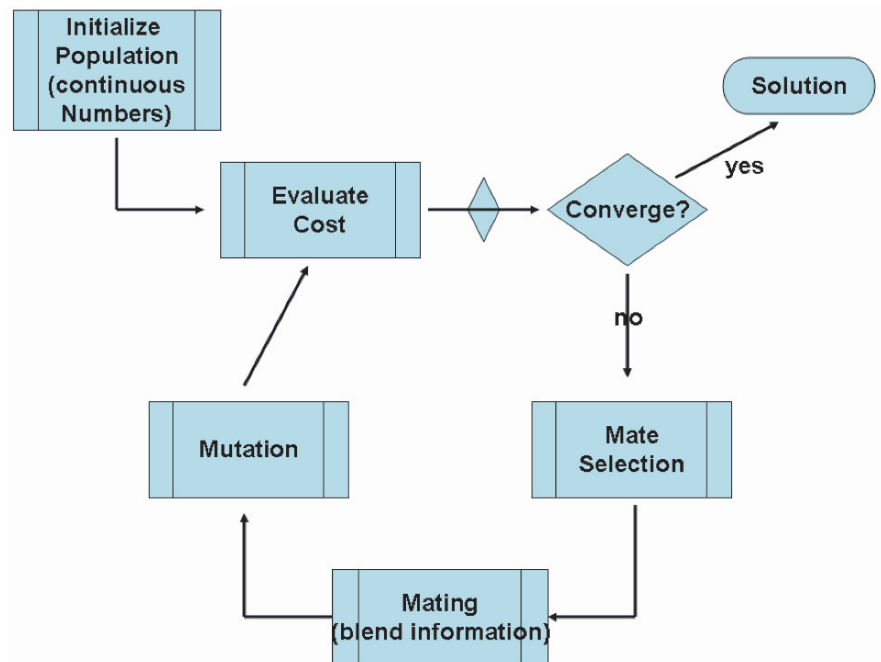 Initialize
Population
(continuous
Numbers)
Solution
yes
Evaluate
Cost
Converge?
no
Mutation
Mate
Selection
Mating
(blend information)